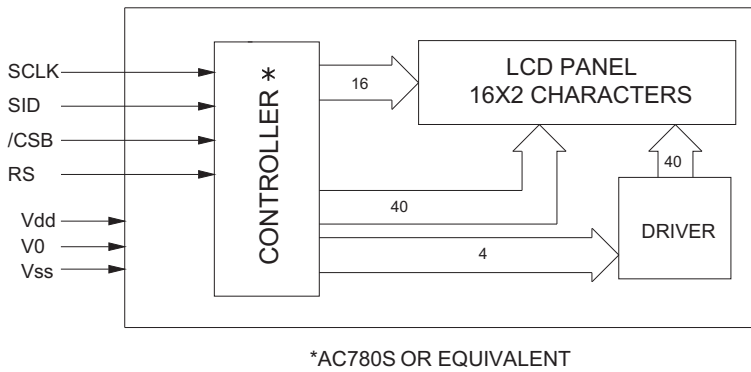 SCLK
SID
/CSB
RS
Vdd
V0
Vss
CONTROLLER *
16
40
4
LCD PANEL
16X2 CHARACTERS
40
DRIVER
*AC780S OR EQUIVALENT